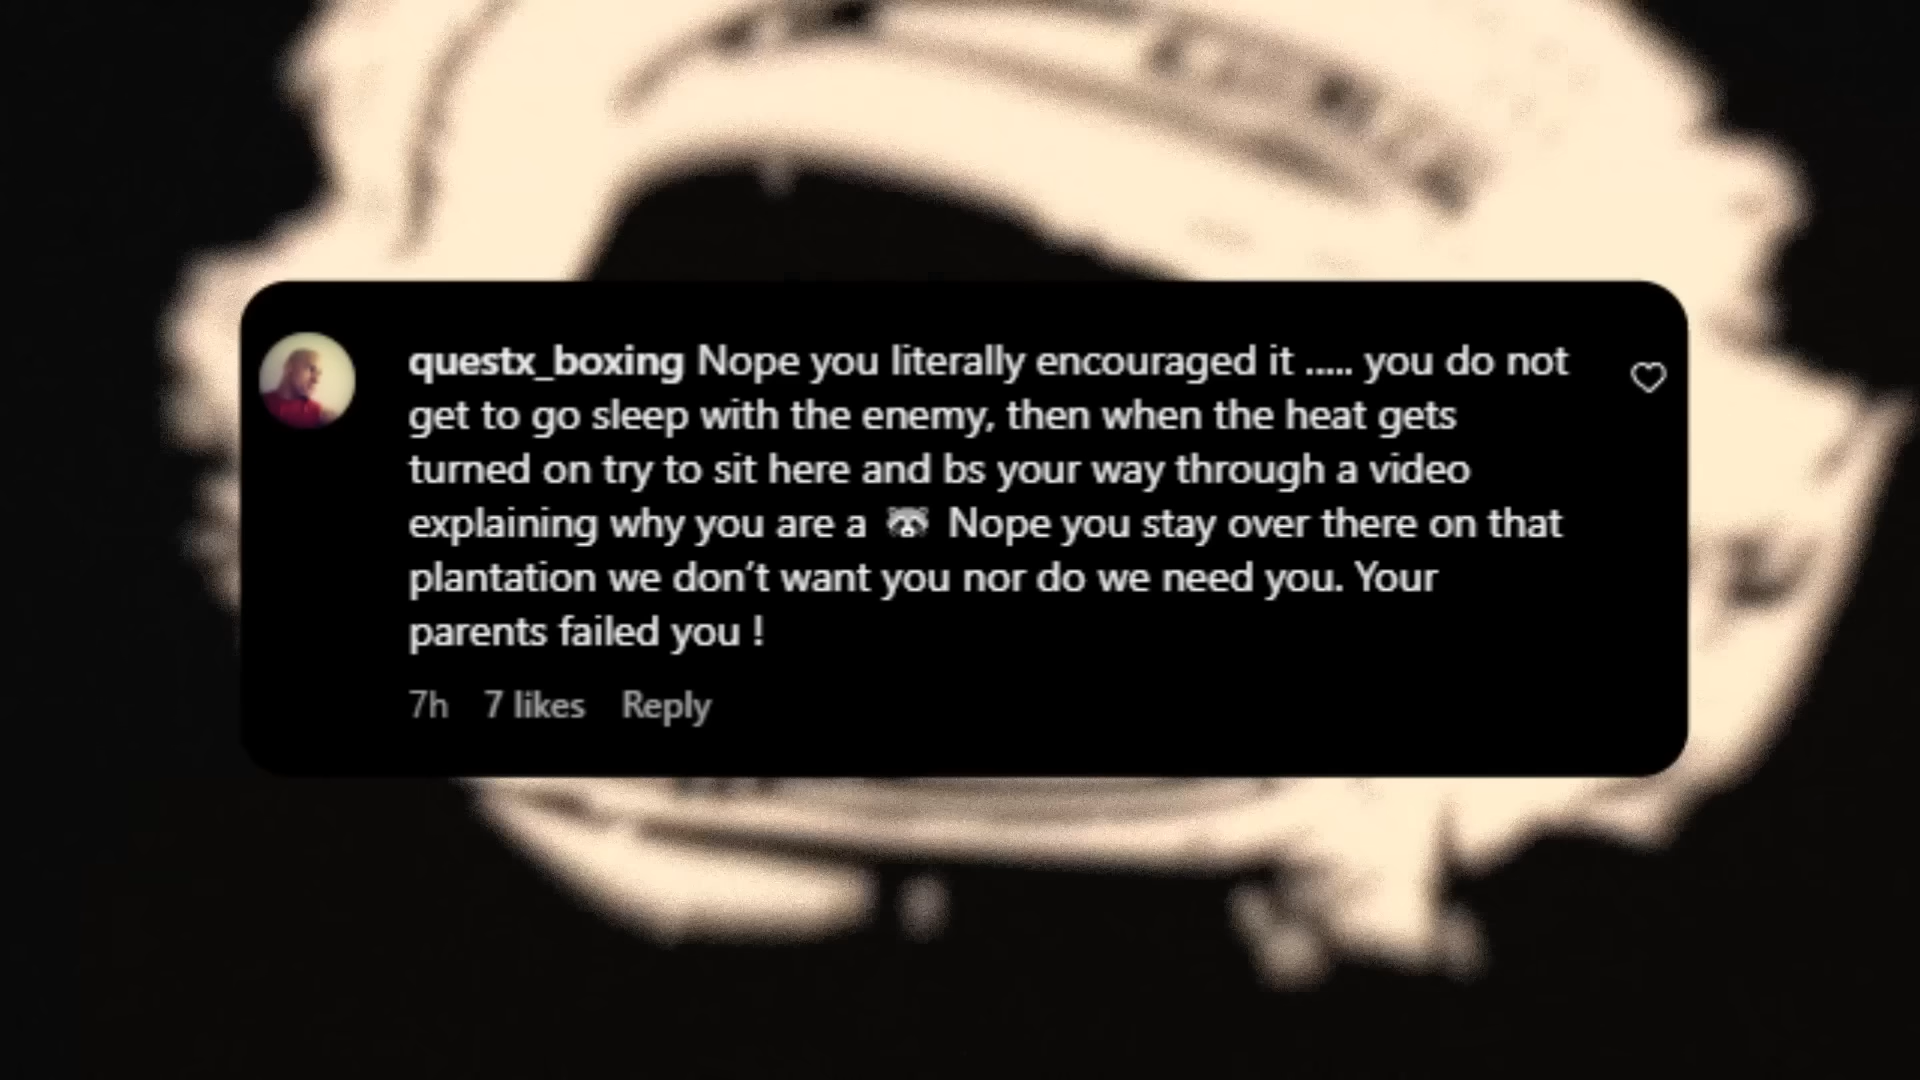 questx_boxing Nope you literally encouraged it ..... you do not
get to go sleep with the enemy, then when the heat gets
turned on try to sit here and bs your way through a video
explaining why you are a 🦝 Nope you stay over there on that
plantation we don’t want you nor do we need you. Your
parents failed you !
7h 7 likes Reply